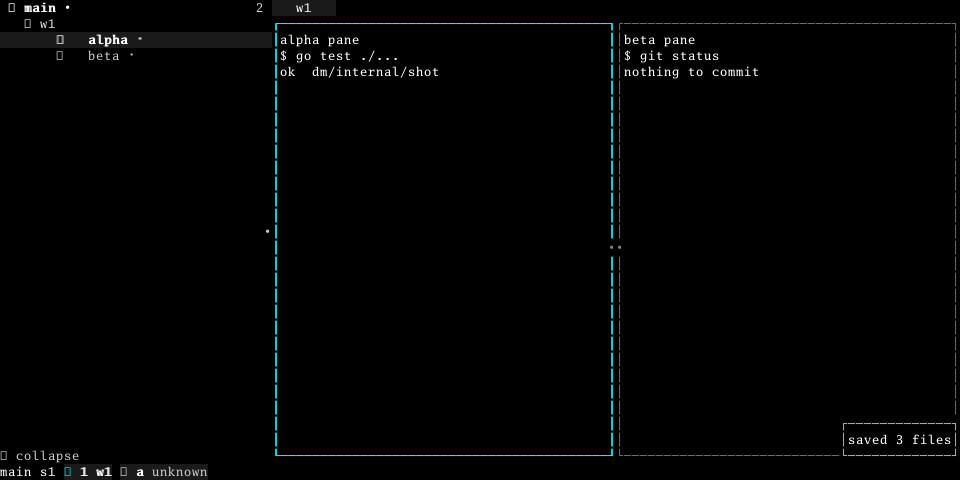 main • 2
w1
w1
alpha •
beta •
alpha pane
$ go test ./...
ok  dm/internal/shot
beta pane
$ git status
nothing to commit
saved 3 files
collapse
main s1 1 w1 a unknown